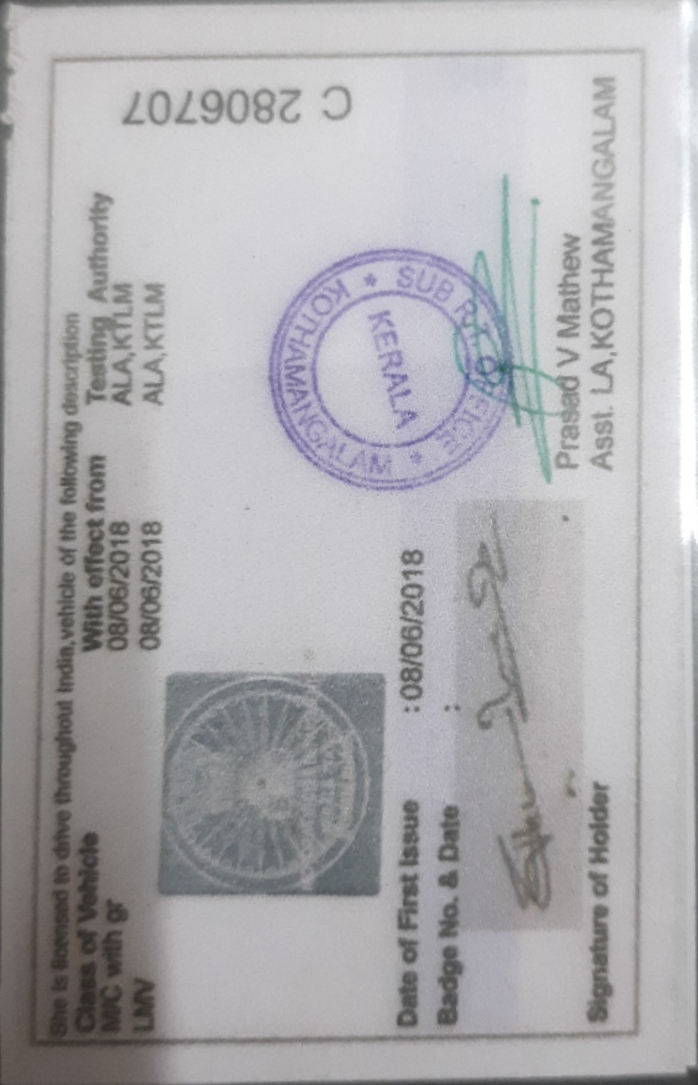 She is licensed to drive throughout India,vehicle of the following description
Class of Vehicle With effect from Testing Authority
M/C with gr 08/06/2018 ALA,KTLM
LMV 08/06/2018 ALA,KTLM
C 2806707
SUB R.T. OFFICE * KOTHAMANGALAM *
KERALA
Date of First Issue :08/06/2018
Badge No. & Date :
Prasad V Mathew
Signature of Holder Asst. LA,KOTHAMANGALAM